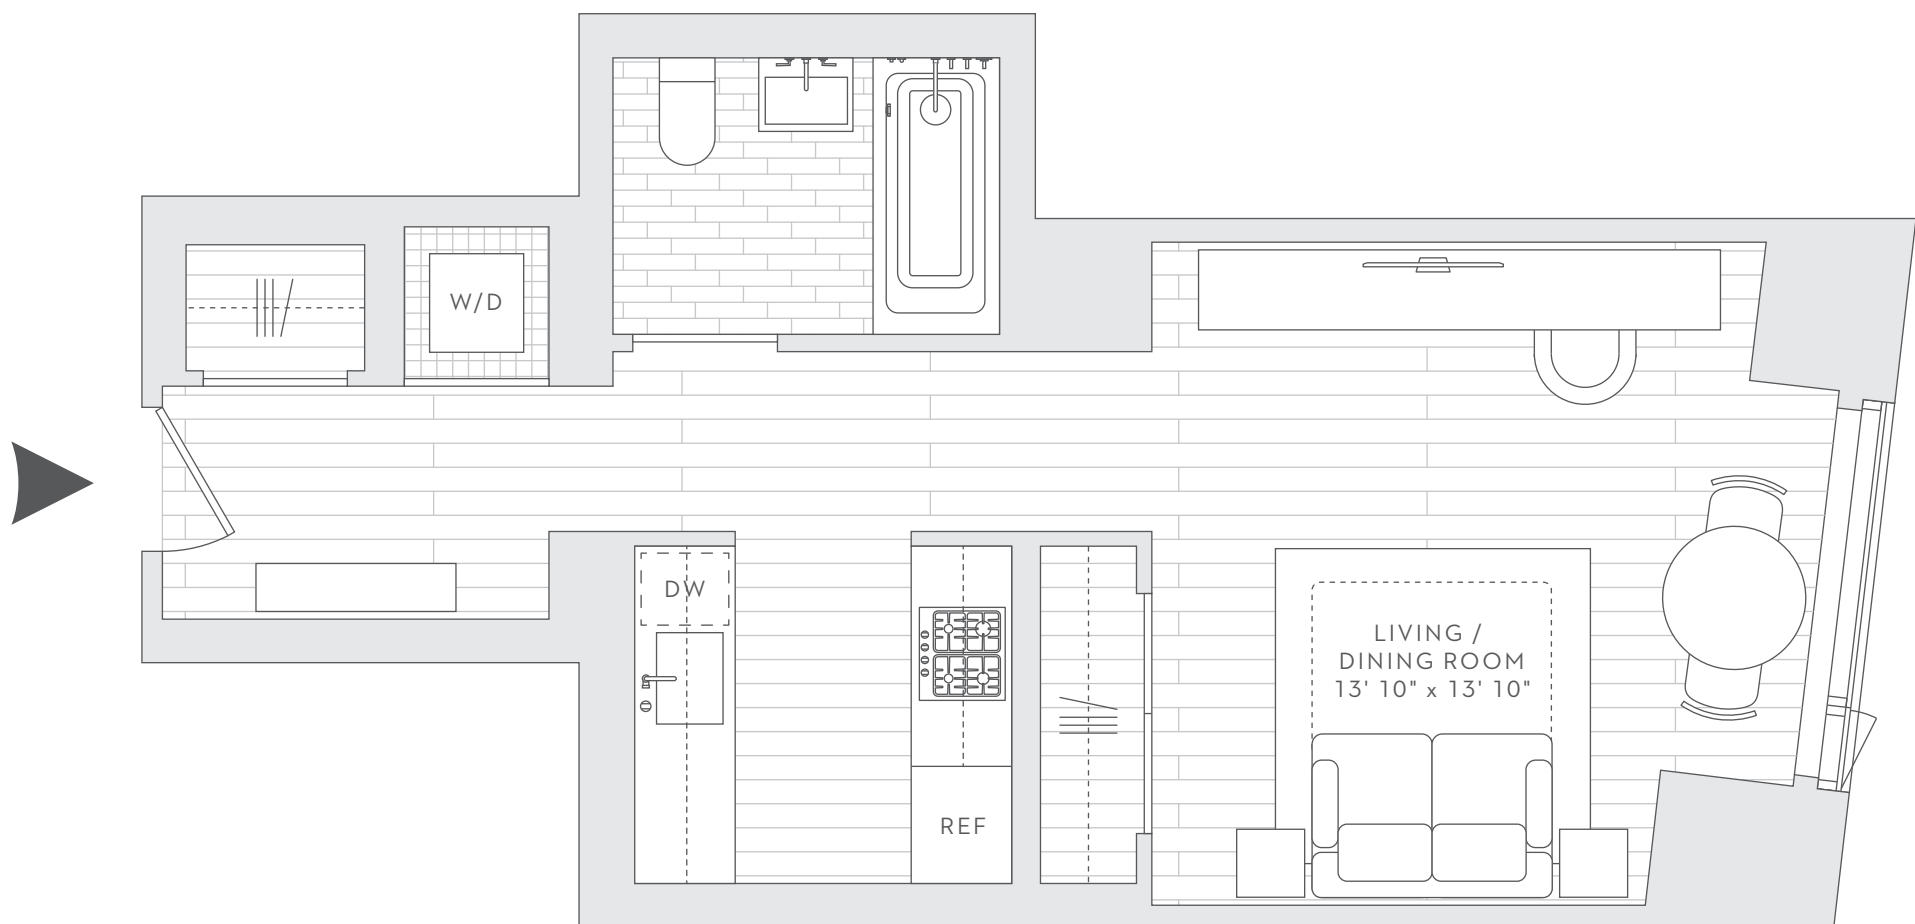 W/D
DW
LIVING /
DINING ROOM
13' 10" x 13' 10"
REF